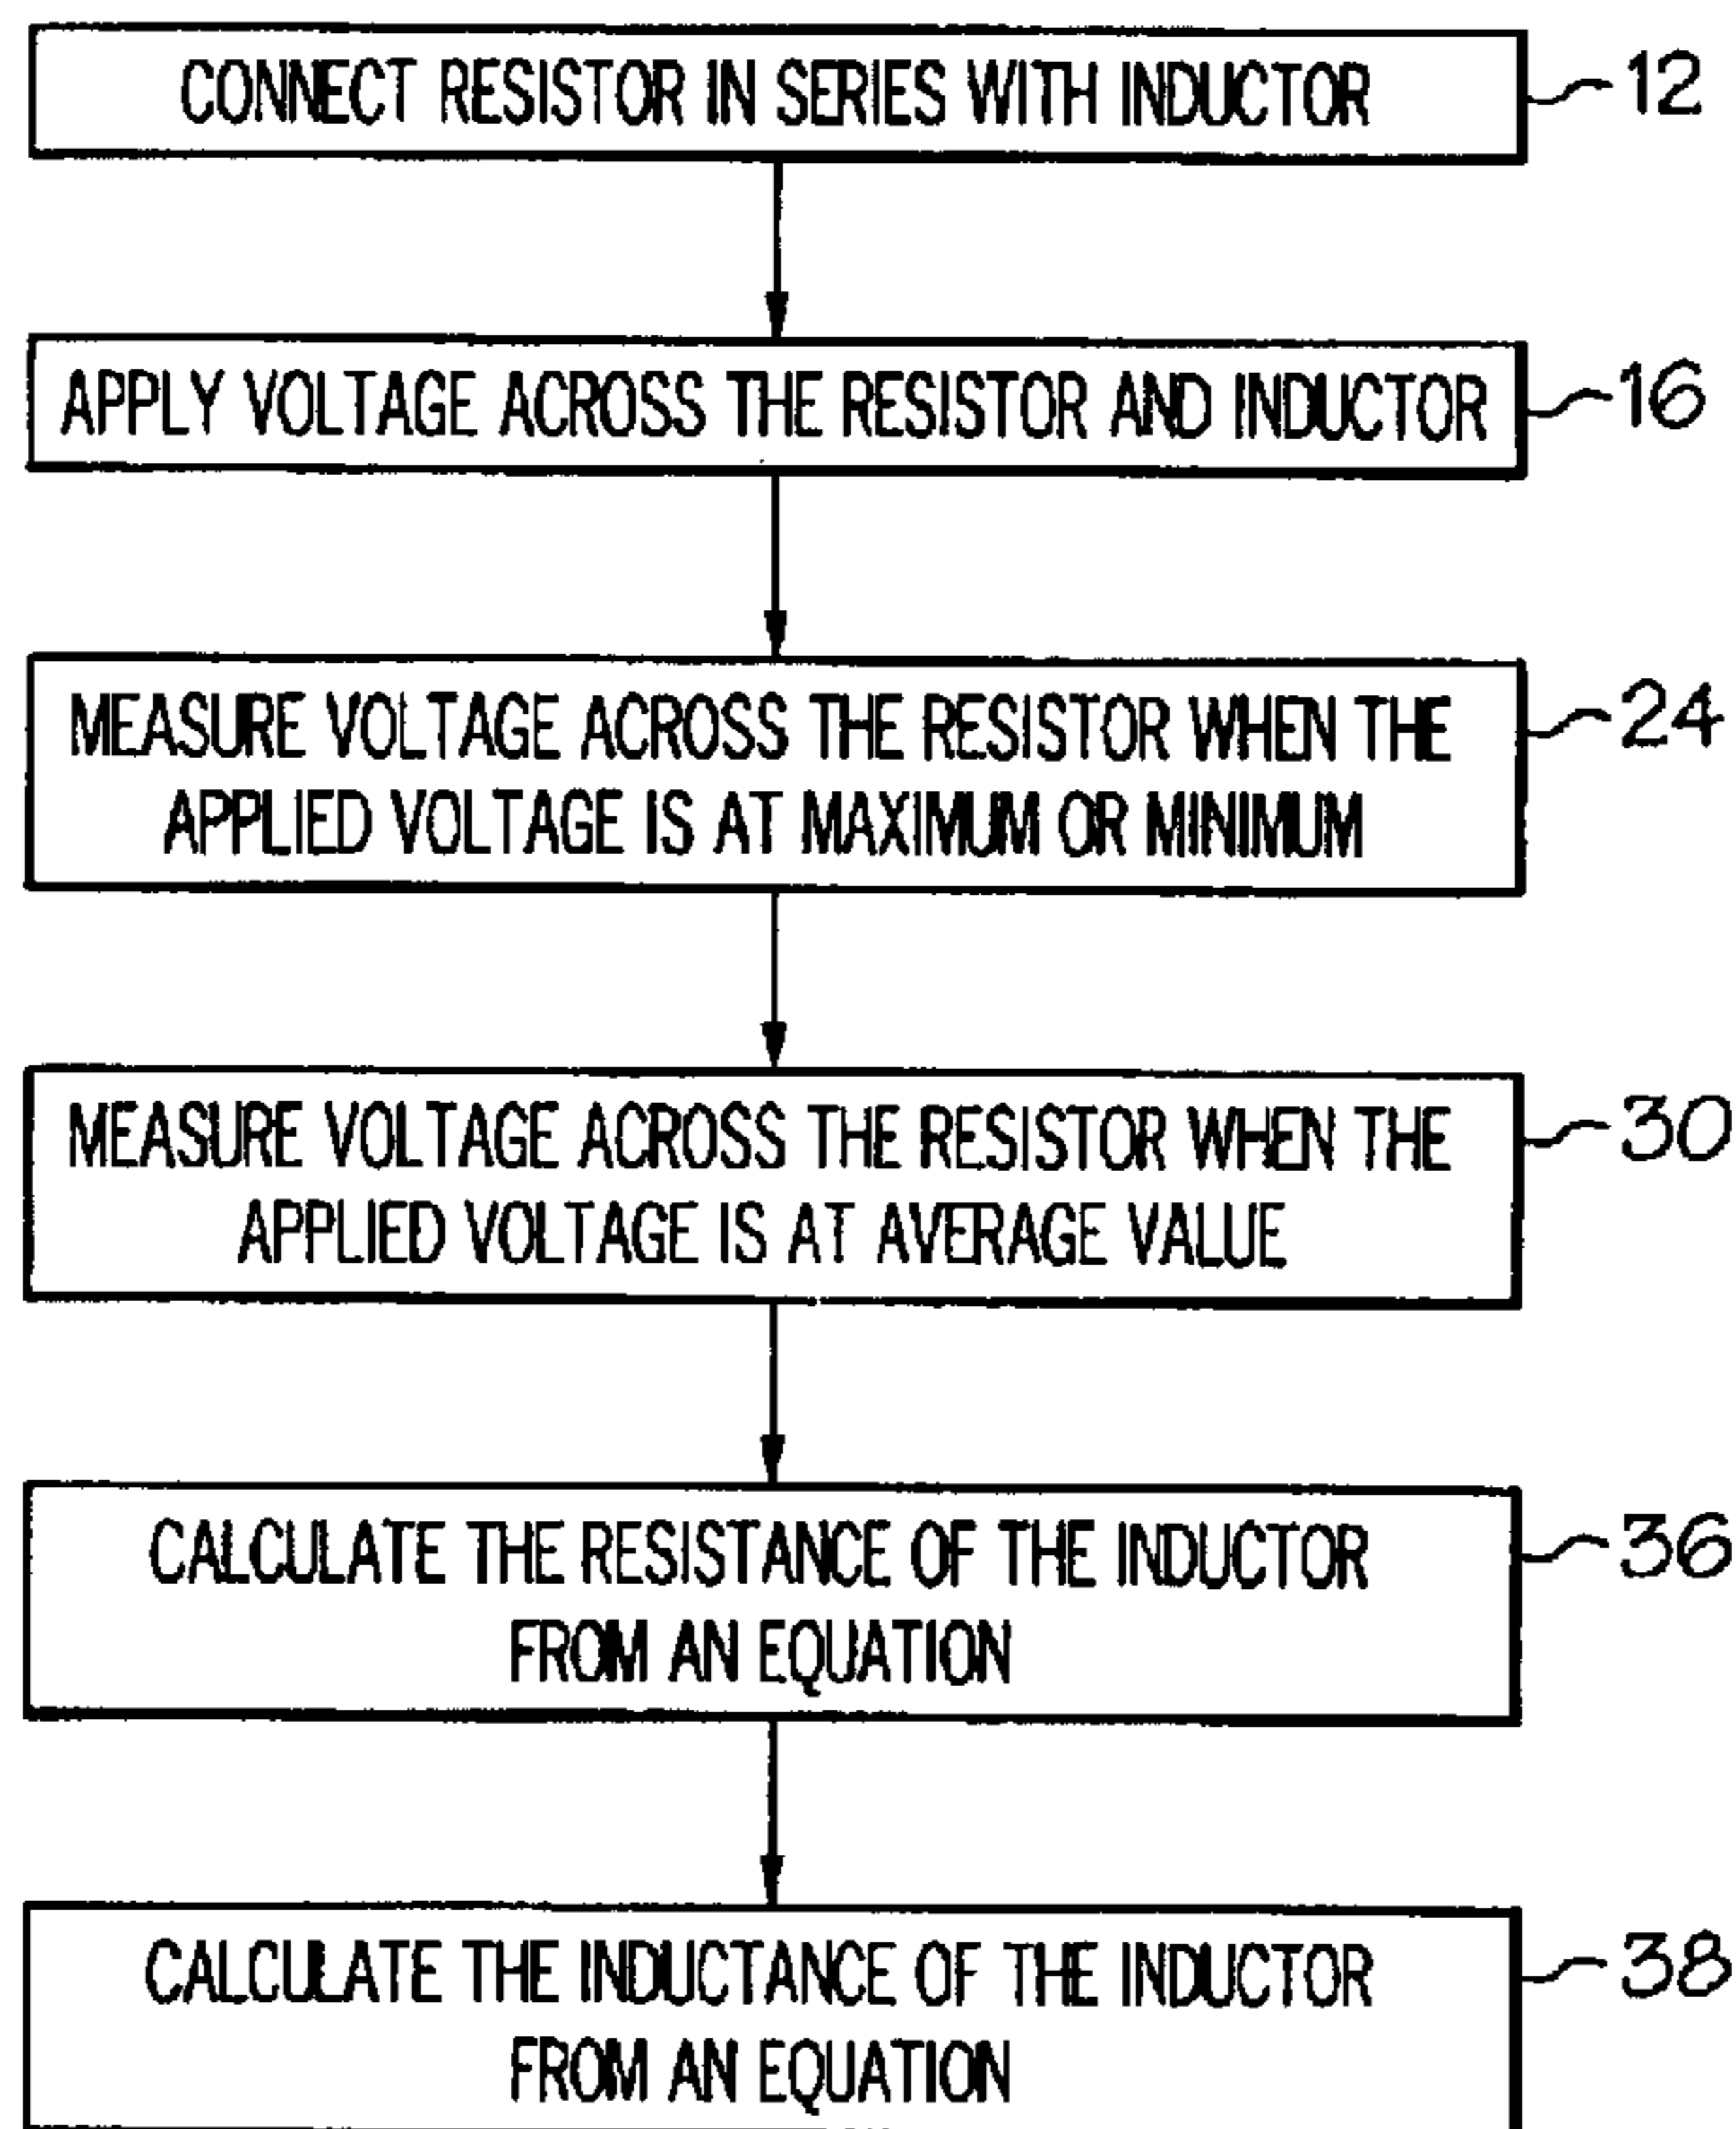 CONNECT RESISTOR IN SERIES WITH INDUCTOR 12
APPLY VOLTAGE ACROSS THE RESISTOR AND INDUCTOR 16
MEASURE VOLTAGE ACROSS THE RESISTOR WHEN THE 24
APPLIED VOLTAGE IS AT MAXIMUM OR MINIMUM
MEASURE VOLTAGE ACROSS THE RESISTOR WHEN THE 30
APPLIED VOLTAGE IS AT AVERAGE VALUE
CALCULATE THE RESISTANCE OF THE INDUCTOR 36
FROM AN EQUATION
CALCULATE THE INDUCTANCE OF THE INDUCTOR 38
FROM AN EQUATION